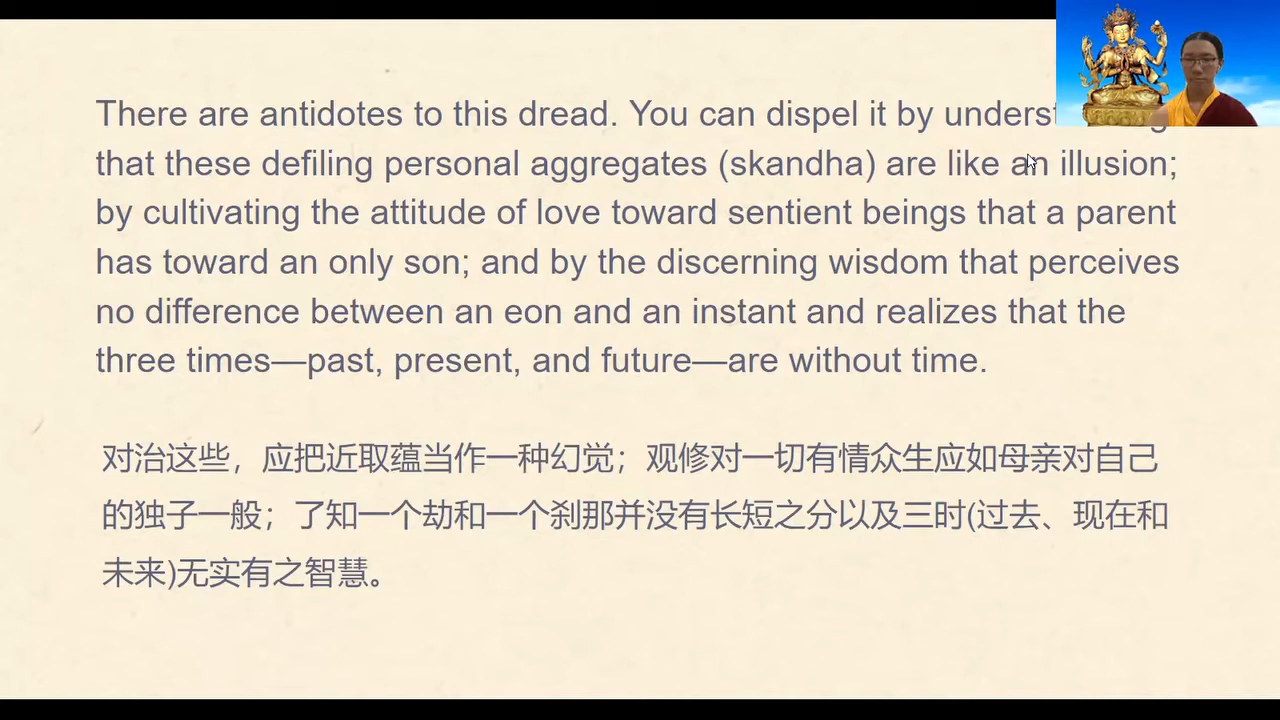 There are antidotes to this dread. You can dispel it by
that these defiling personal aggregates (skandha) are like an illusion;
by cultivating the attitude of love toward sentient beings that a parent
has toward an only son; and by the discerning wisdom that perceives
no difference between an eon and an instant and realizes that the
three times—past, present, and future—are without time.
对治这些，应把近取蕴当作一种幻觉；观修对一切有情众生应如母亲对自己
的独子一般；了知一个劫和一个刹那并没有长短之分以及三时(过去、现在和
未来)无实有之智慧。